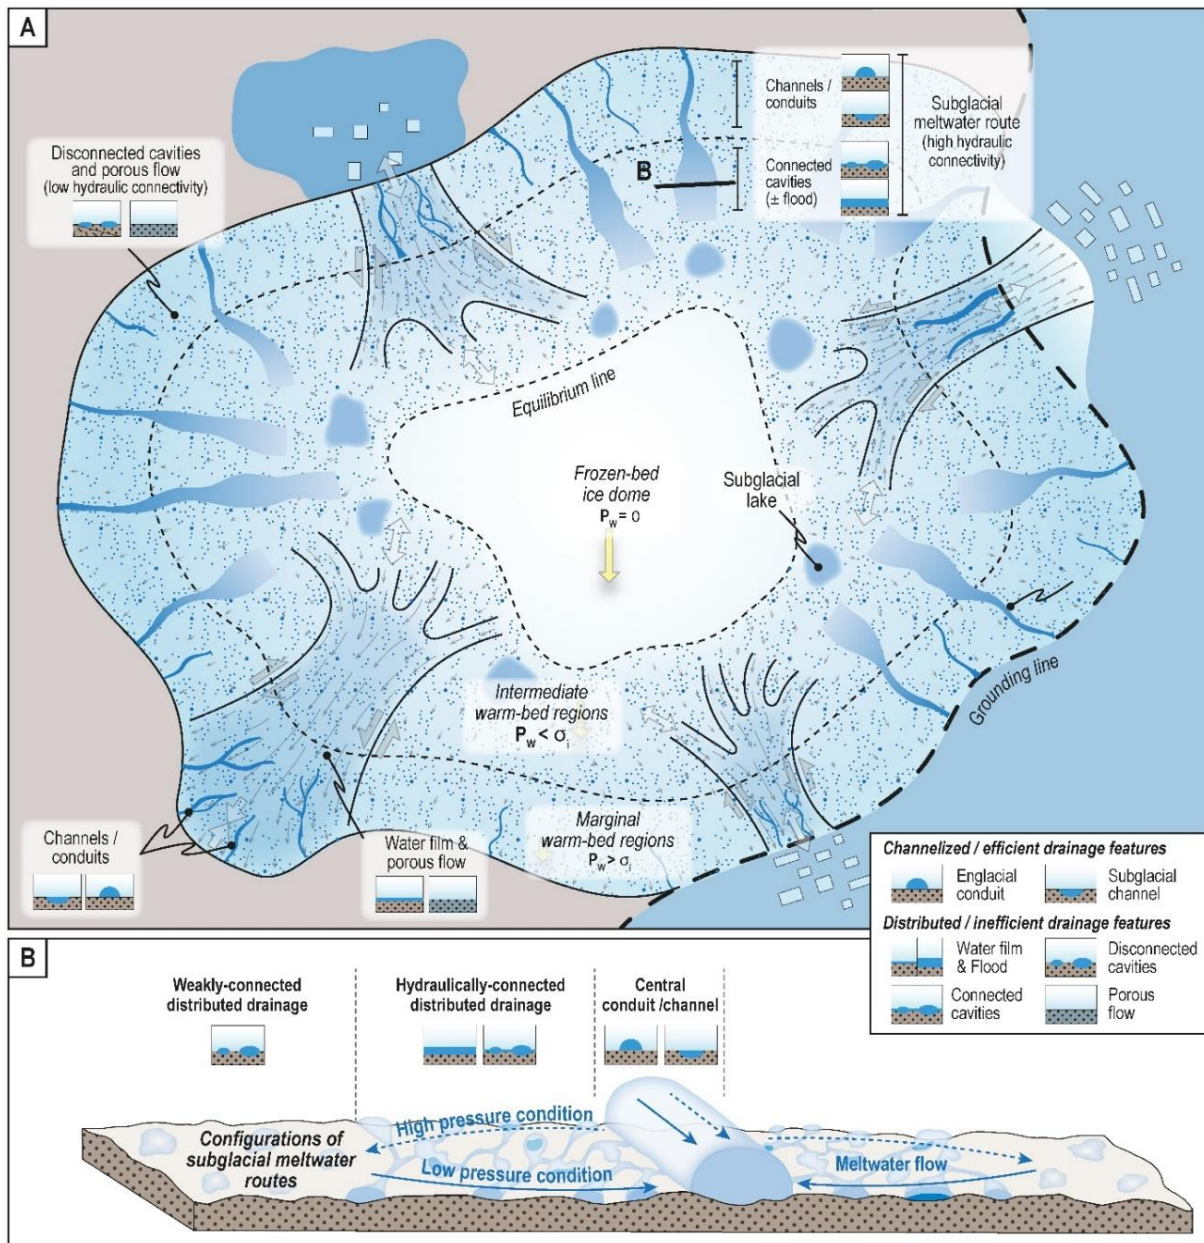 A
Disconnected cavities
and porous flow
(low hydraulic connectivity)
Channels /
conduits
Connected
cavities
(± flood)
Subglacial
meltwater route
(high hydraulic
connectivity)
B
Equilibrium line
Frozen-bed
ice dome
Pw = 0
Subglacial
lake
Intermediate
warm-bed regions
Pw < σi
Grounding line
Marginal
warm-bed regions
Pw > σi
Channels /
conduits
Water film &
porous flow
Channelized / efficient drainage features
Englacial
conduit
Subglacial
channel
Distributed / inefficient drainage features
Water film
& Flood
Disconnected
cavities
Connected
cavities
Porous
flow
B
Weakly-connected
distributed drainage
Hydraulically-connected
distributed drainage
Central
conduit /channel
High pressure condition
Configurations of
subglacial meltwater
routes
Low pressure condition
Meltwater flow